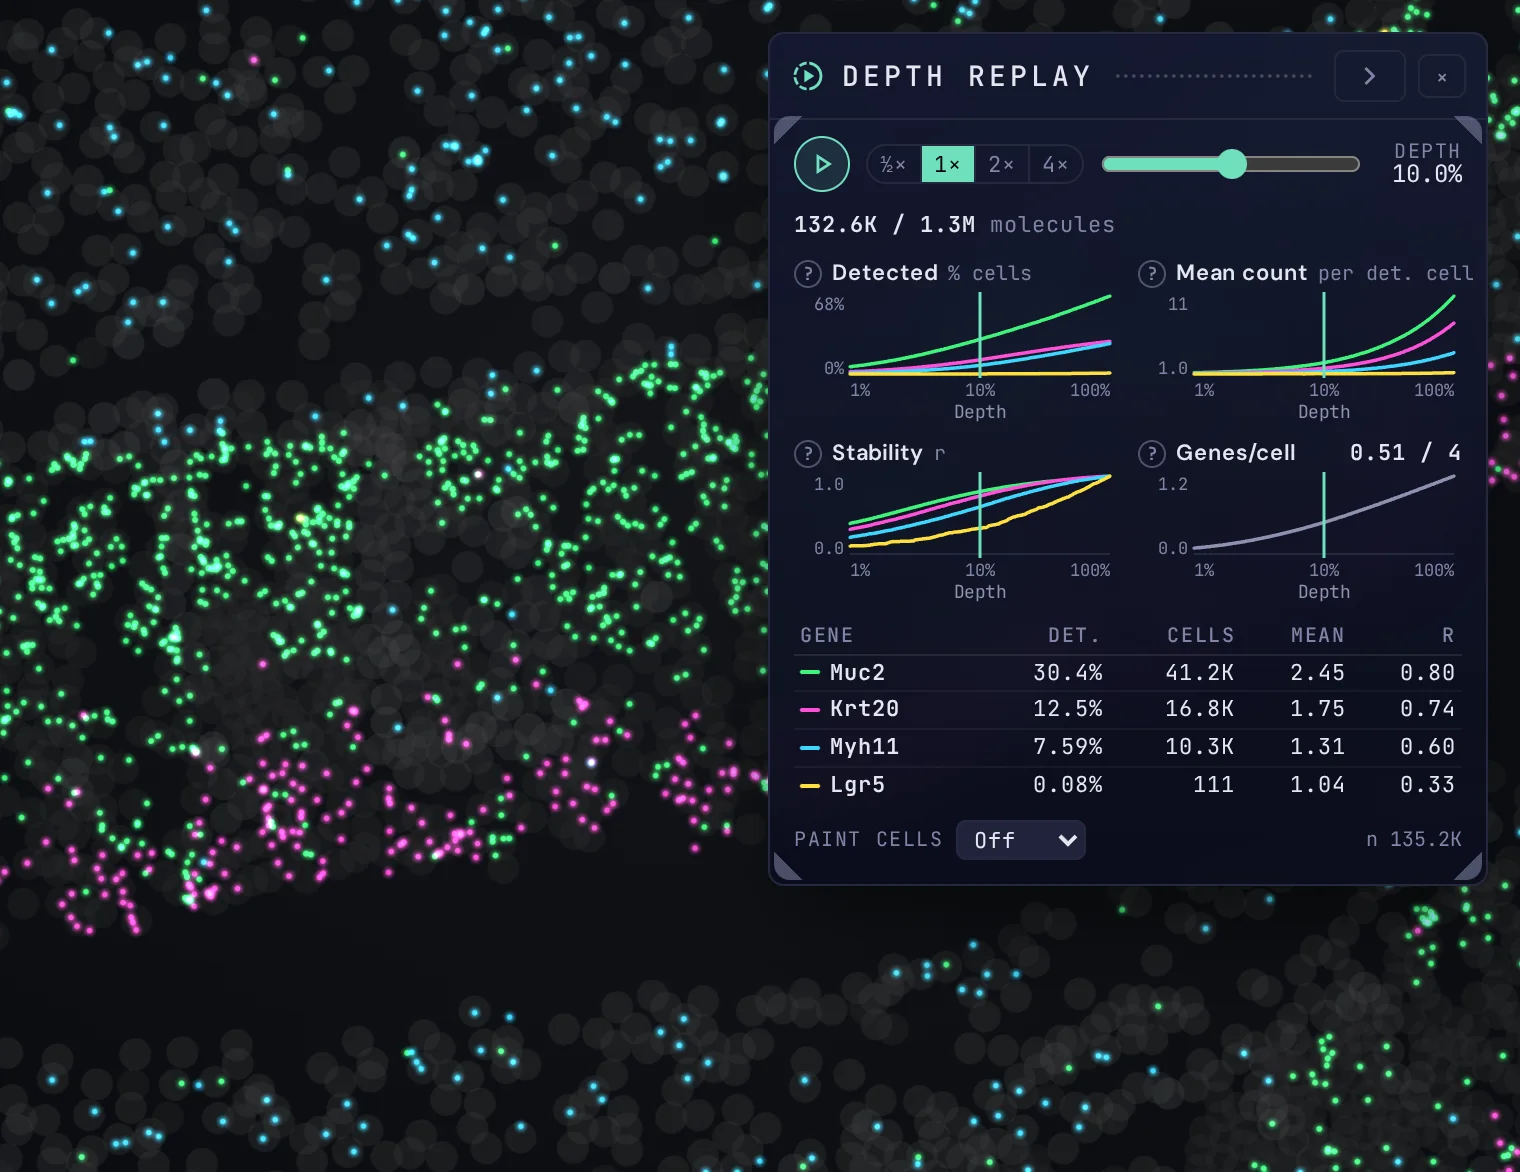 DEPTH REPLAY
×
½× 1× 2× 4×
DEPTH
10.0%
132.6K / 1.3M molecules
? Detected % cells
68%
0%
1% 10% 100%
Depth
? Mean count per det. cell
11
1.0
1% 10% 100%
Depth
? Stability r
1.0
0.0
1% 10% 100%
Depth
? Genes/cell 0.51 / 4
1.2
0.0
1% 10% 100%
Depth
GENE DET. CELLS MEAN R
Muc2 30.4% 41.2K 2.45 0.80
Krt20 12.5% 16.8K 1.75 0.74
Myh11 7.59% 10.3K 1.31 0.60
Lgr5 0.08% 111 1.04 0.33
PAINT CELLS Off n 135.2K